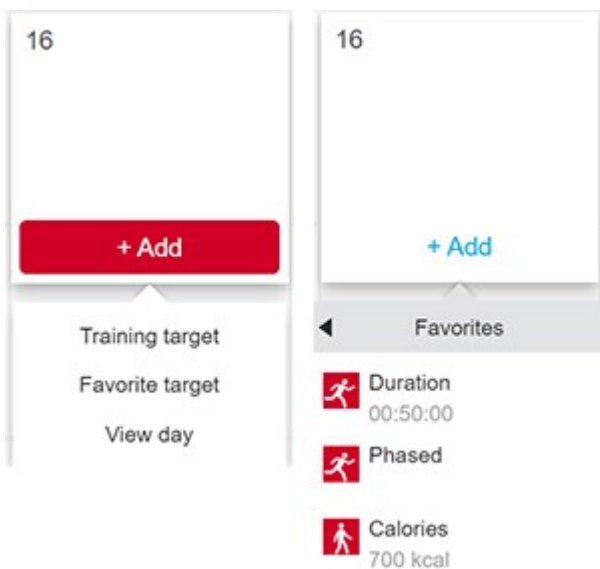 16
+ Add
Training target
Favorite target
View day
16
+ Add
Favorites
Duration
00:50:00
Phased
Calories
700 kcal